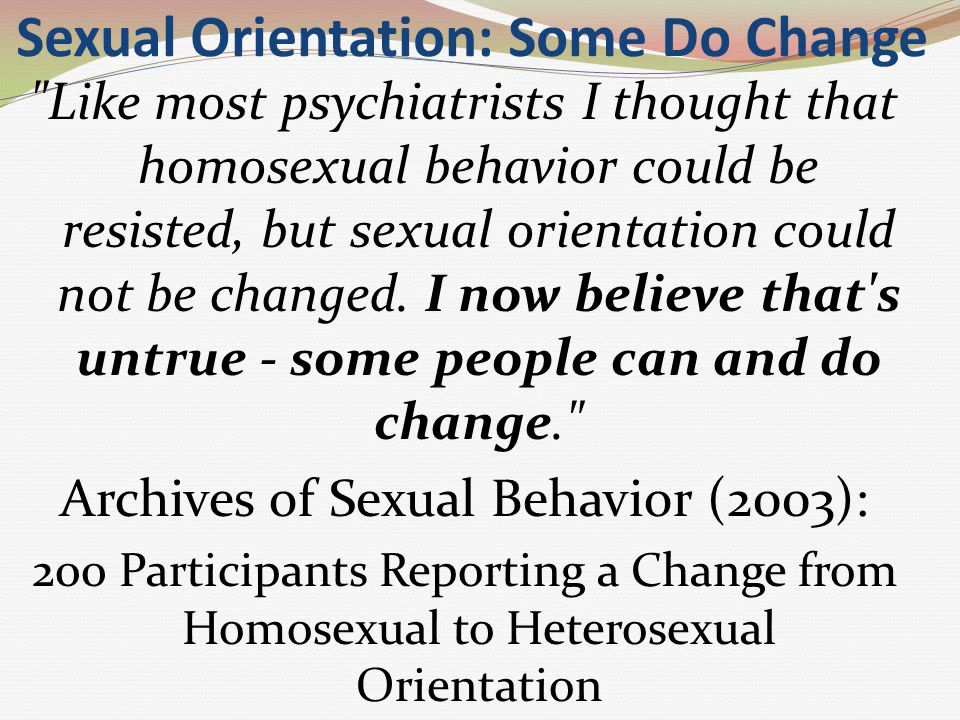 Sexual Orientation: Some Do Change
"Like most psychiatrists I thought that
homosexual behavior could be
resisted, but sexual orientation could
not be changed. I now believe that's
untrue - some people can and do
change."
Archives of Sexual Behavior (2003):
200 Participants Reporting a Change from
Homosexual to Heterosexual
Orientation